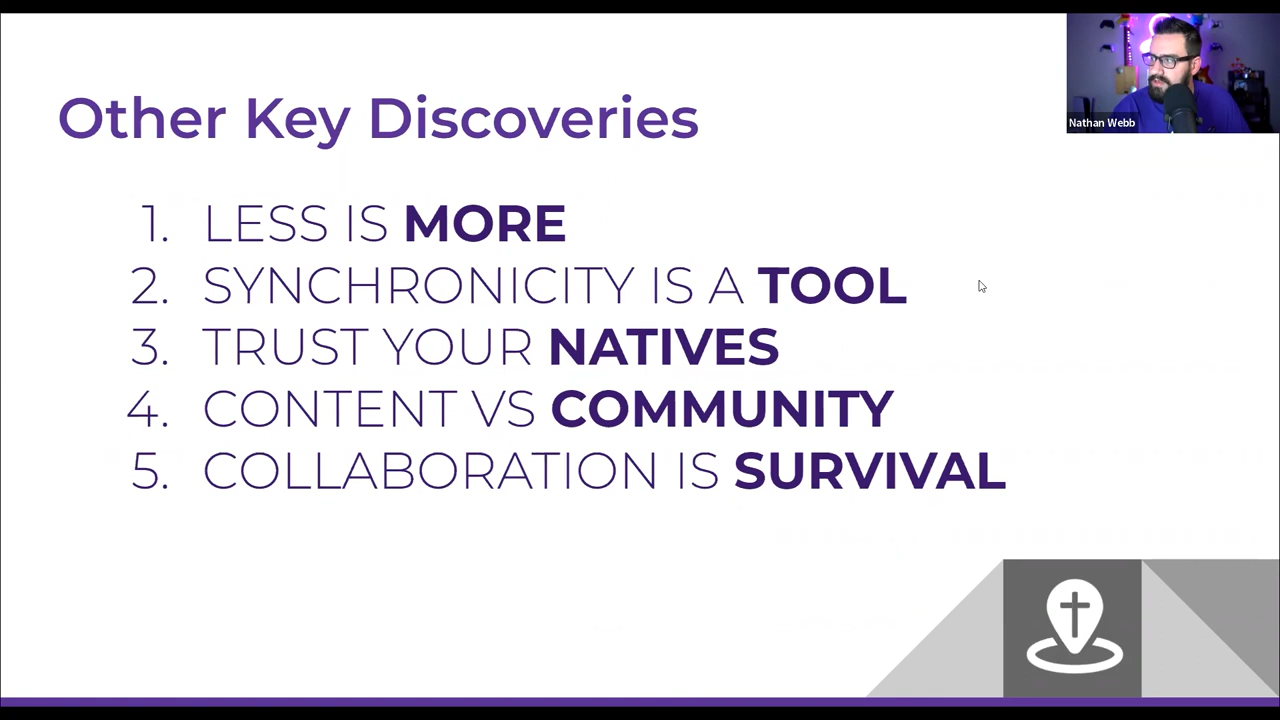 Nathan Webb
Other Key Discoveries
1. LESS IS MORE
2. SYNCHRONICITY IS A TOOL
3. TRUST YOUR NATIVES
4. CONTENT VS COMMUNITY
5. COLLABORATION IS SURVIVAL